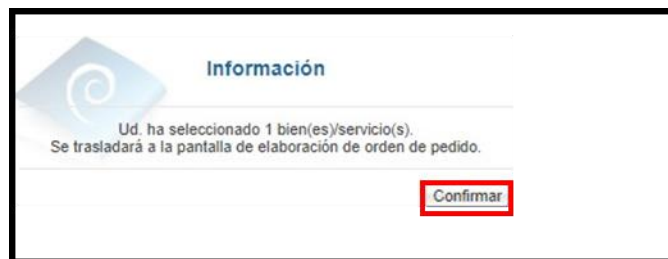 Información
Ud. ha seleccionado 1 bien(es)/servicio(s).
Se trasladará a la pantalla de elaboración de orden de pedido.
Confirmar